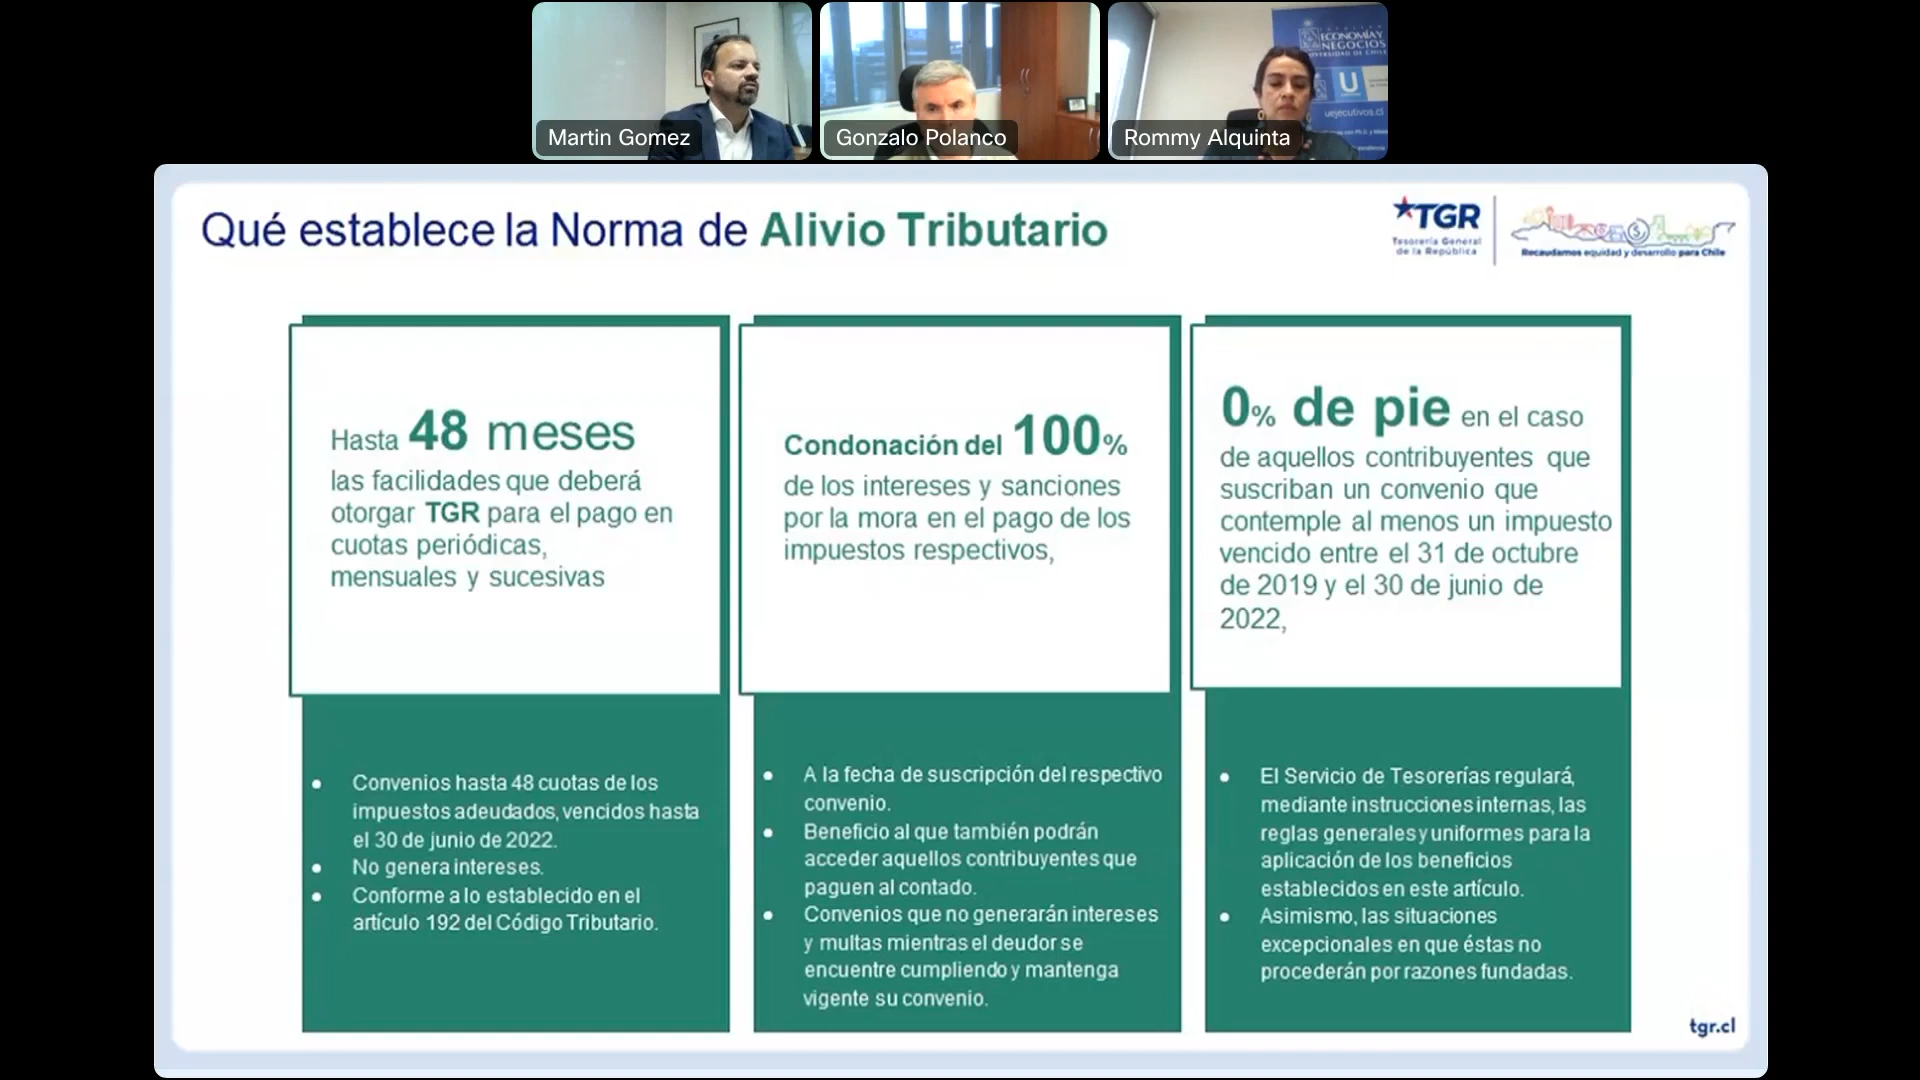 ECONOMÍA Y
NEGOCIOS
UNIVERSIDAD DE CHILE
U
uejecutivos.cl
Martin Gomez
Gonzalo Polanco
Rommy Alquinta
Qué establece la Norma de Alivio Tributario
TGR
Tesorería General
de la República
Recaudamos equidad y desarrollo para Chile
Hasta 48 meses
las facilidades que deberá
otorgar TGR para el pago en
cuotas periódicas,
mensuales y sucesivas
Condonación del 100%
de los intereses y sanciones
por la mora en el pago de los
impuestos respectivos,
0% de pie en el caso
de aquellos contribuyentes que
suscriban un convenio que
contemple al menos un impuesto
vencido entre el 31 de octubre
de 2019 y el 30 de junio de
2022,
• Convenios hasta 48 cuotas de los
impuestos adeudados, vencidos hasta
el 30 de junio de 2022.
• No genera intereses.
• Conforme a lo establecido en el
artículo 192 del Código Tributario.
• A la fecha de suscripción del respectivo
convenio.
• Beneficio al que también podrán
acceder aquellos contribuyentes que
paguen al contado.
• Convenios que no generarán intereses
y multas mientras el deudor se
encuentre cumpliendo y mantenga
vigente su convenio.
• El Servicio de Tesorerías regulará,
mediante instrucciones internas, las
reglas generales y uniformes para la
aplicación de los beneficios
establecidos en este artículo.
• Asimismo, las situaciones
excepcionales en que éstas no
procederán por razones fundadas.
tgr.cl